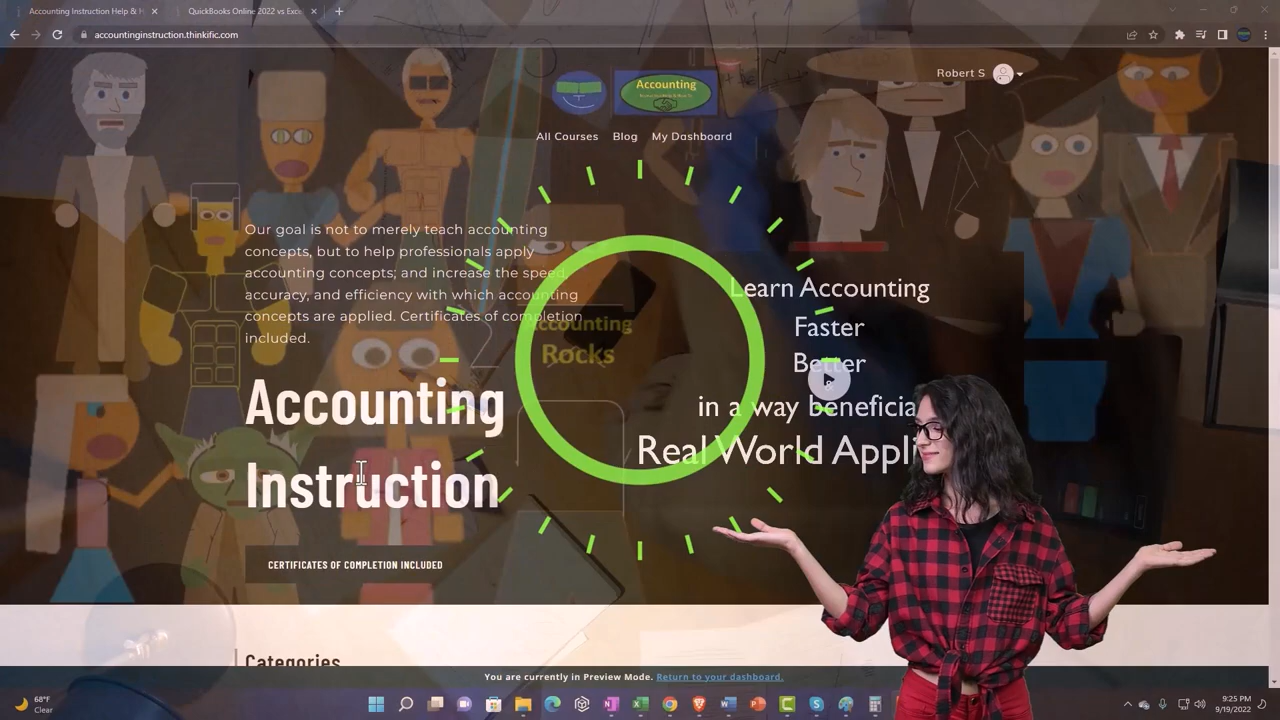 Accounting Instruction Help & H
QuickBooks Online 2022 vs Exce
accountinginstruction.thinkific.com
Accounting
Robert S
All Courses Blog My Dashboard
Our goal is not to merely teach accounting
concepts, but to help professionals apply
accounting concepts; and increase the speed,
accuracy, and efficiency with which accounting
concepts are applied. Certificates of completion
included.
Accounting
Instruction
CERTIFICATES OF COMPLETION INCLUDED
Accounting
Rocks
Learn Accounting
Faster
Better
&
in a way beneficia
Real World Appli
Categories
You are currently in Preview Mode. Return to your dashboard.
68°F
Clear
9:25 PM
9/19/2022